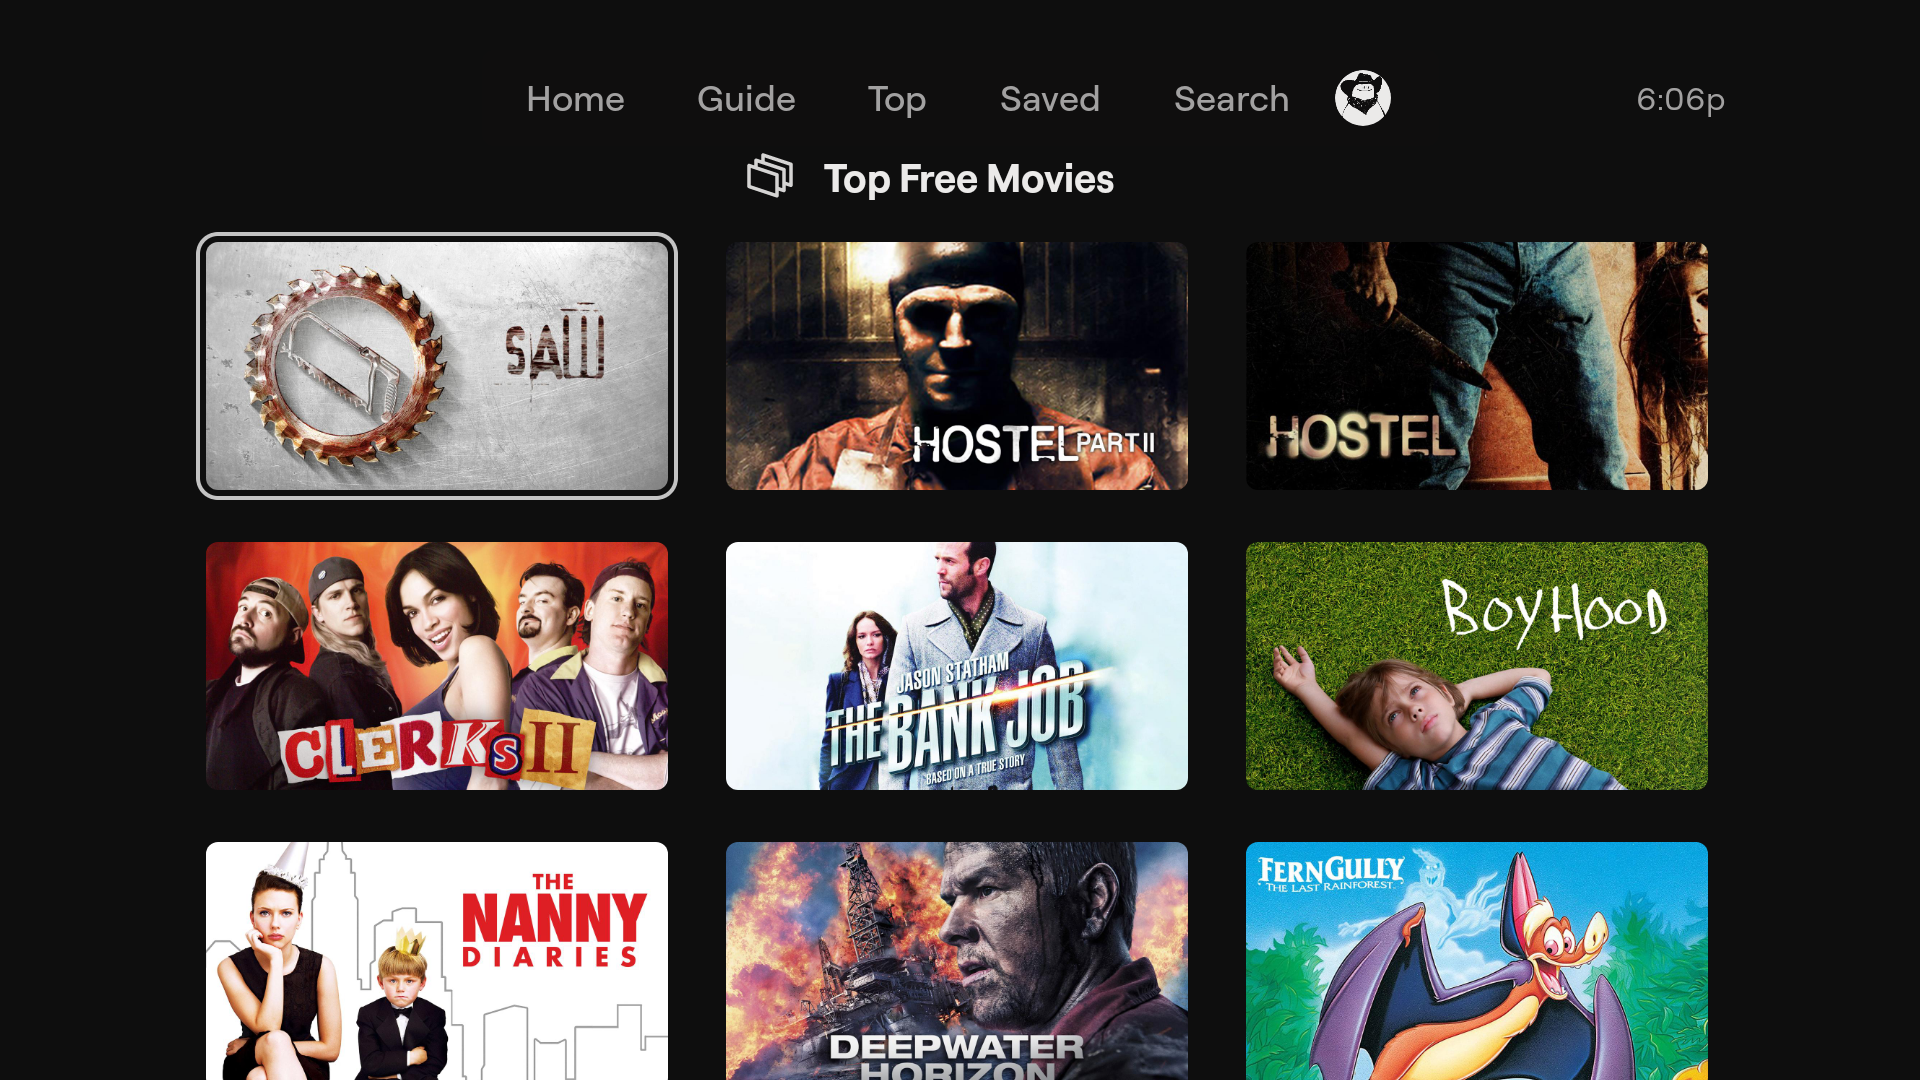 Home Guide Top Saved Search 6:06p
Top Free Movies
SAW
HOSTEL PART II
HOSTEL
CLERKS II
JASON STATHAM
THE BANK JOB
BASED ON A TRUE STORY
BOYHOOD
THE
NANNY
DIARIES
DEEPWATER
HORIZON
FERNGULLY
THE LAST RAINFOREST